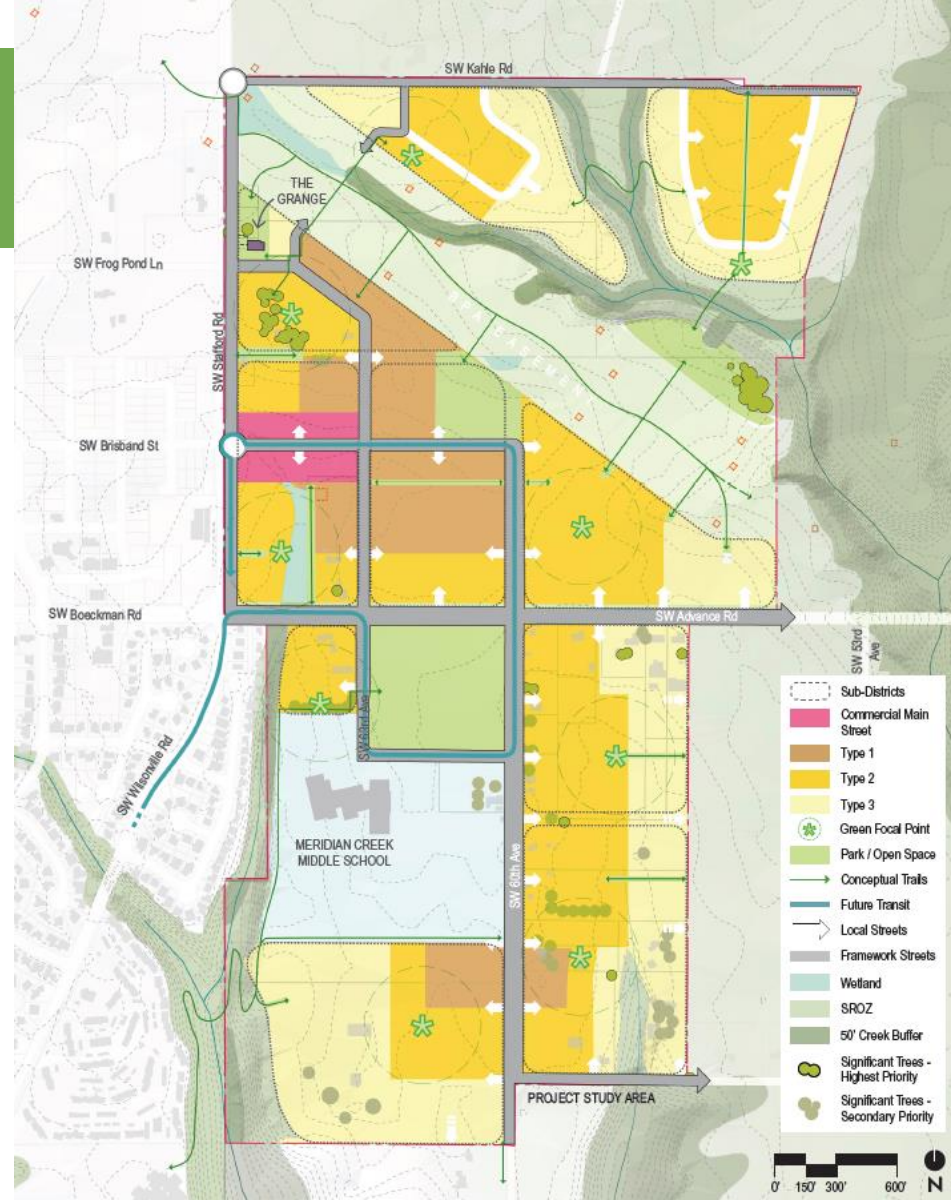 SW Kahle Rd
THE
GRANGE
SW Frog Pond Ln
SW Stafford Rd
SW Brisband St
SW Boeckman Rd
SW Advance Rd
SW 53rd
Ave
SW 63rd Ave
SW Wilsonville Rd
MERIDIAN CREEK
MIDDLE SCHOOL
SW 60th Ave
PROJECT STUDY AREA
Sub-Districts
Commercial Main
Street
Type 1
Type 2
Type 3
Green Focal Point
Park / Open Space
Conceptual Trails
Future Transit
Local Streets
Framework Streets
Wetland
SROZ
50' Creek Buffer
Significant Trees -
Highest Priority
Significant Trees -
Secondary Priority
0' 150' 300' 600'
N